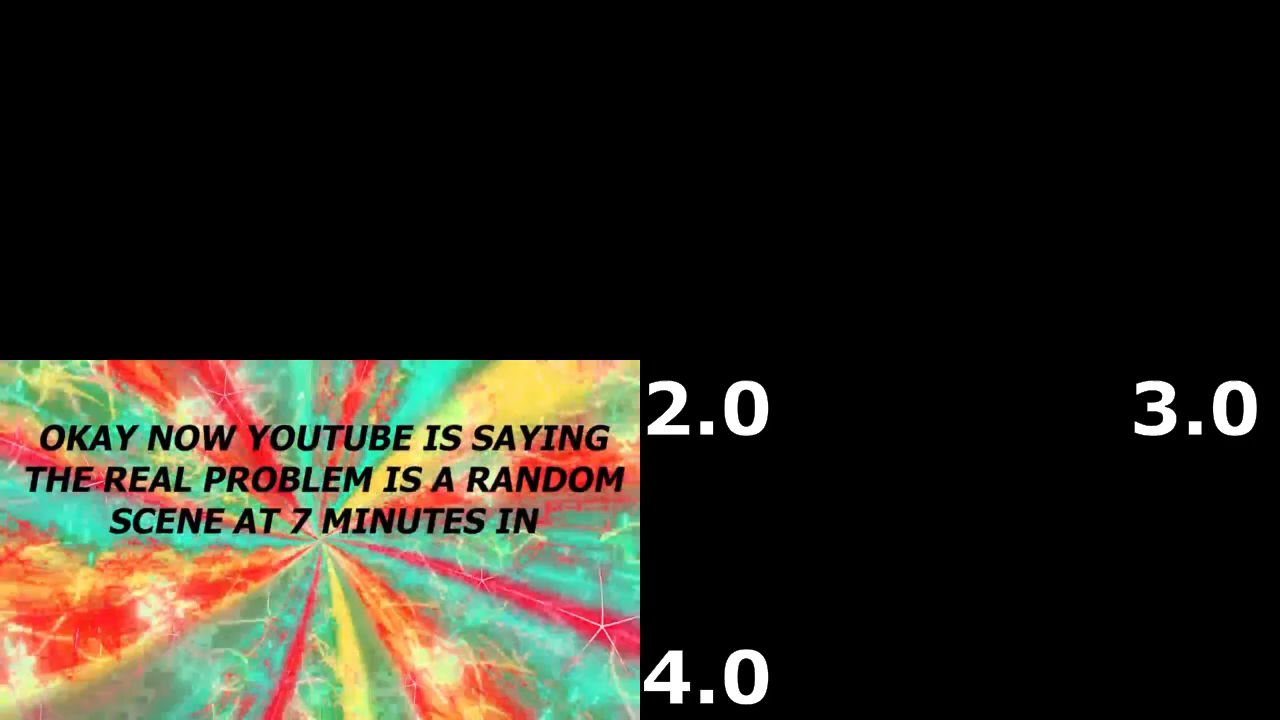 OKAY NOW YOUTUBE IS SAYING
THE REAL PROBLEM IS A RANDOM
SCENE AT 7 MINUTES IN
2.0
3.0
4.0